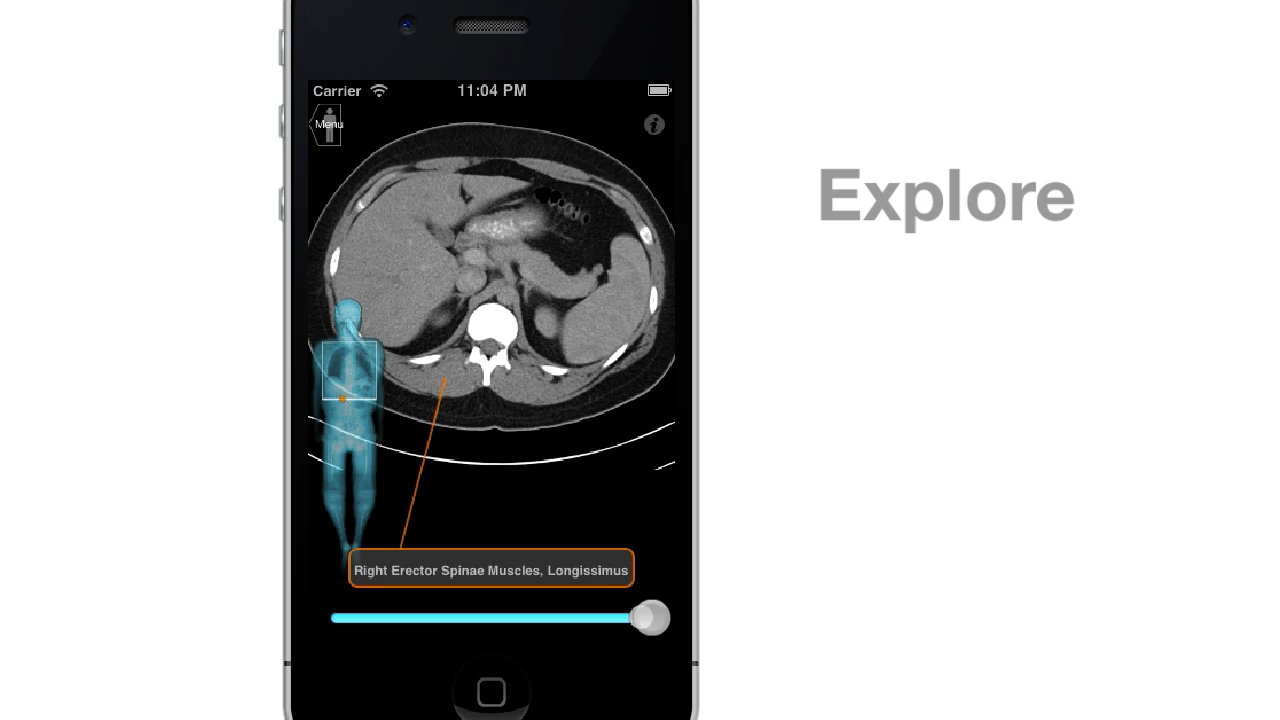 Carrier 11:04 PM
Menu
i
Explore
Right Erector Spinae Muscles, Longissimus